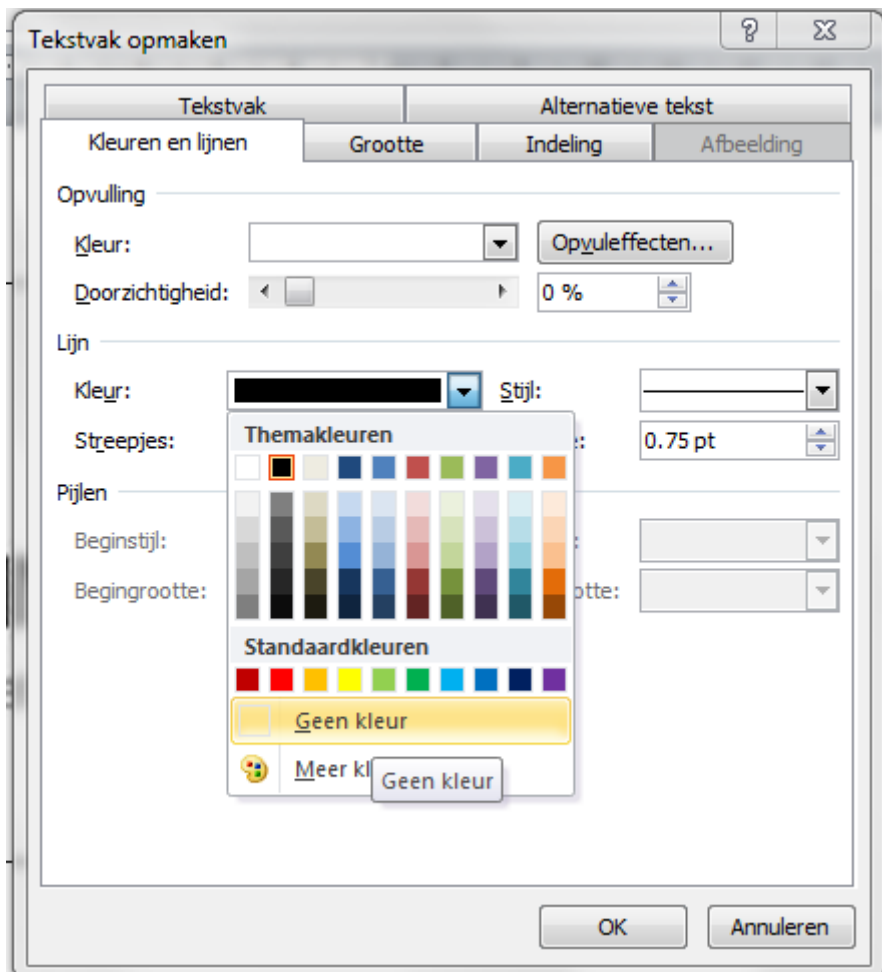 Tekstvak opmaken
Tekstvak Alternatieve tekst
Kleuren en lijnen Grootte Indeling Afbeelding
Opvulling
Kleur: Opvuleffecten...
Doorzichtigheid: 0 %
Lijn
Kleur: Stijl:
Streepjes: 0.75 pt
Themakleuren
Pijlen
Beginstijl:
Begingrootte:
Standaardkleuren
Geen kleur
Meer
Geen kleur
OK Annuleren